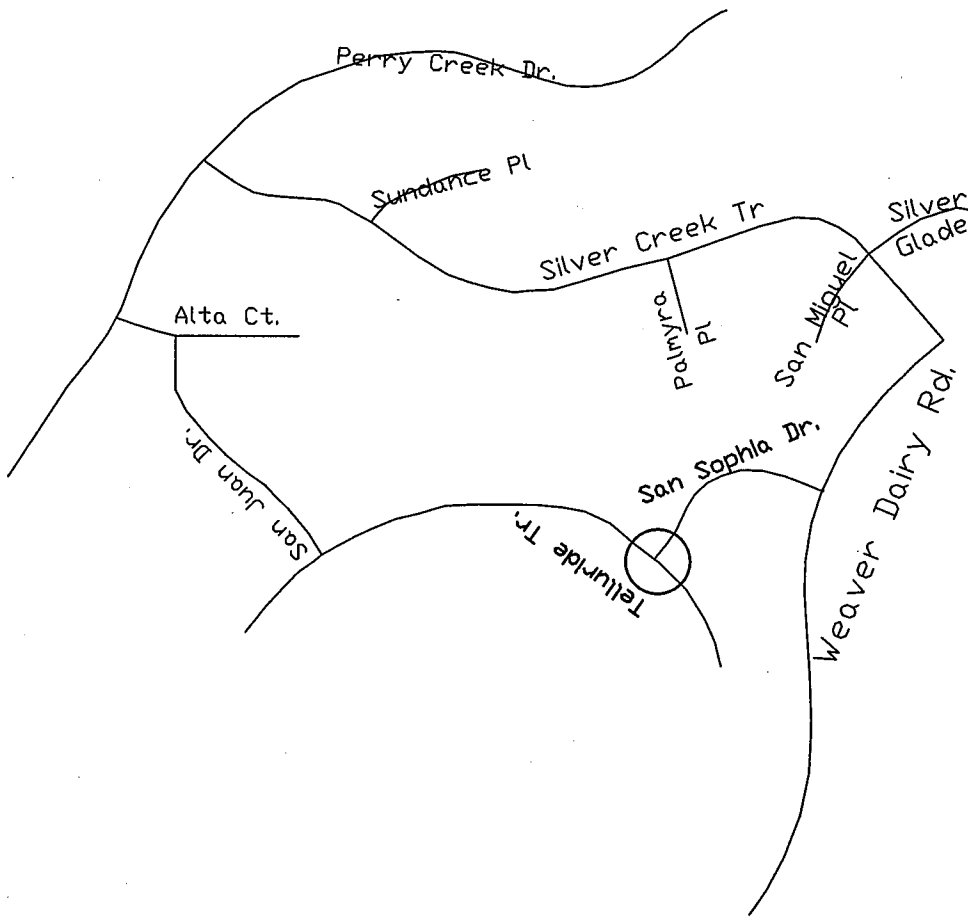 Perry Creek Dr.
Sundance Pl
Silver Creek Tr
Silver
Glade
Alta Ct.
Palmyra
Pl
San Miguel
Pl
San Juan Dr.
San Sophia Dr.
Telluride Tr.
Weaver Dairy Rd.